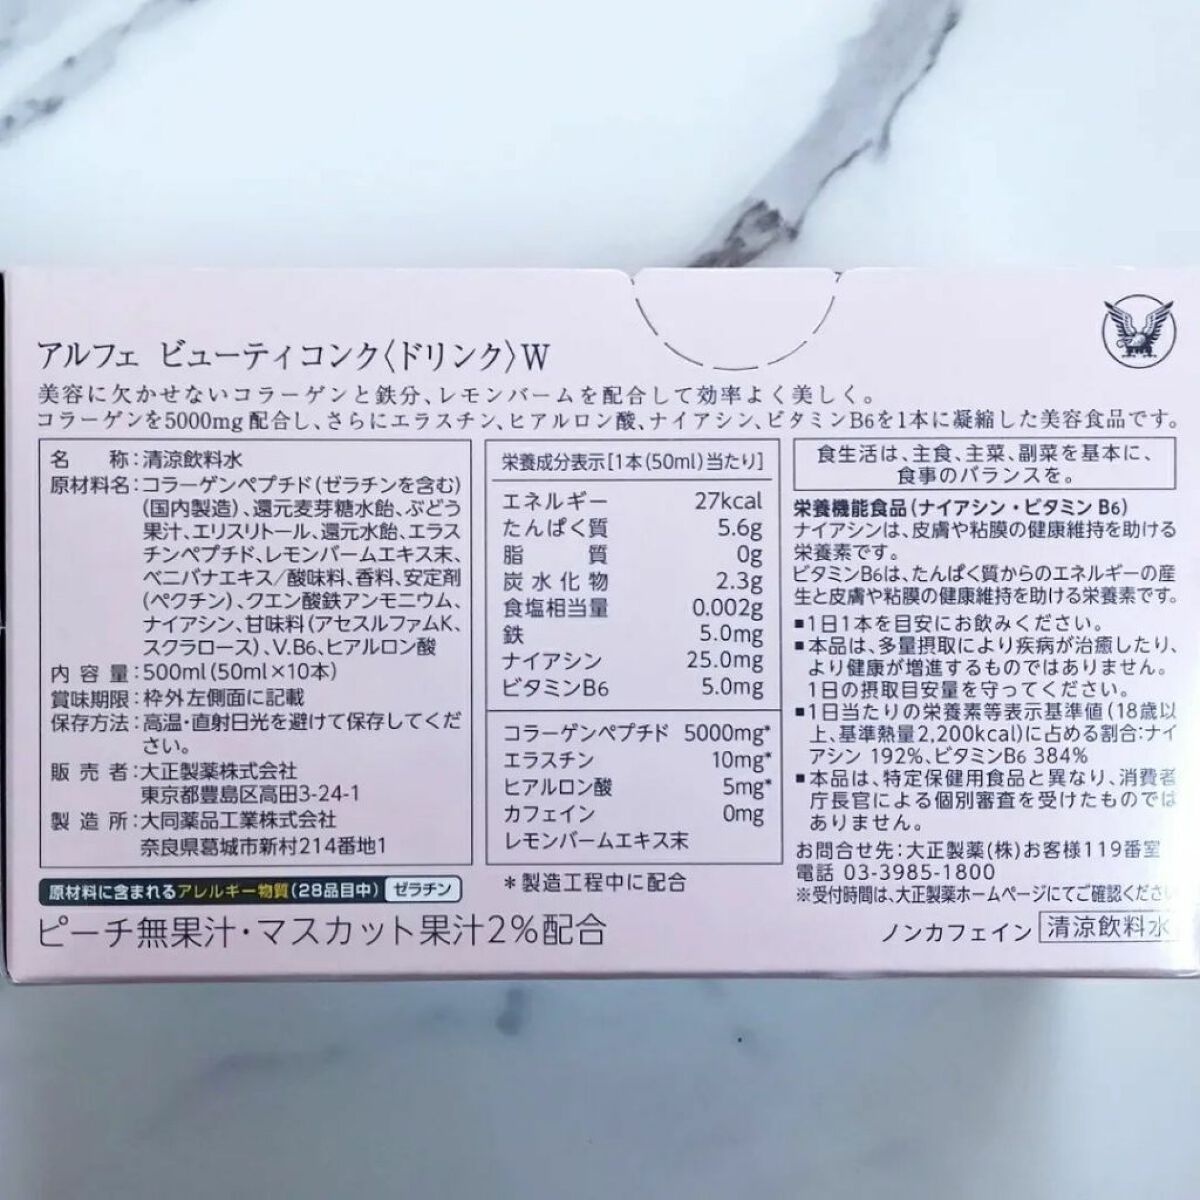 アルフェ ビューティコンク〈ドリンク〉W
美容に欠かせないコラーゲンと鉄分、レモンバームを配合して効率よく美しく。
コラーゲンを5000mg配合し、さらにエラスチン、ヒアルロン酸、ナイアシン、ビタミンB6を1本に凝縮した美容食品です。
名 称：清涼飲料水
原材料名：コラーゲンペプチド（ゼラチンを含む）
（国内製造）、還元麦芽糖水飴、ぶどう
果汁、エリスリトール、還元水飴、エラス
チンペプチド、レモンバームエキス末、
ベニバナエキス／酸味料、香料、安定剤
（ペクチン）、クエン酸鉄アンモニウム、
ナイアシン、甘味料（アセスルファムK、
スクラロース）、V.B6、ヒアルロン酸
内 容 量：500ml（50ml×10本）
賞味期限：枠外左側面に記載
保存方法：高温・直射日光を避けて保存してくだ
さい。
販 売 者：大正製薬株式会社
東京都豊島区高田3-24-1
製 造 所：大同薬品工業株式会社
奈良県葛城市新村214番地1
原材料に含まれるアレルギー物質（28品目中） ゼラチン
ピーチ無果汁・マスカット果汁2％配合
栄養成分表示［1本（50ml）当たり］
エネルギー 27kcal
たんぱく質 5.6g
脂 質 0g
炭水化物 2.3g
食塩相当量 0.002g
鉄 5.0mg
ナイアシン 25.0mg
ビタミンB6 5.0mg
コラーゲンペプチド 5000mg*
エラスチン 10mg*
ヒアルロン酸 5mg*
カフェイン 0mg
レモンバームエキス末
＊製造工程中に配合
食生活は、主食、主菜、副菜を基本に、
食事のバランスを。
栄養機能食品（ナイアシン・ビタミンB6）
ナイアシンは、皮膚や粘膜の健康維持を助ける
栄養素です。
ビタミンB6は、たんぱく質からのエネルギーの産
生と皮膚や粘膜の健康維持を助ける栄養素です。
■1日1本を目安にお飲みください。
■本品は、多量摂取により疾病が治癒したり、
より健康が増進するものではありません。
1日の摂取目安量を守ってください。
■1日当たりの栄養素等表示基準値（18歳以
上、基準熱量2,200kcal）に占める割合：ナイ
アシン 192%、ビタミンB6 384%
■本品は、特定保健用食品と異なり、消費者
庁長官による個別審査を受けたものでは
ありません。
お問合せ先：大正製薬（株）お客様119番室
電話 03-3985-1800
※受付時間は、大正製薬ホームページにてご確認ください
ノンカフェイン 清涼飲料水